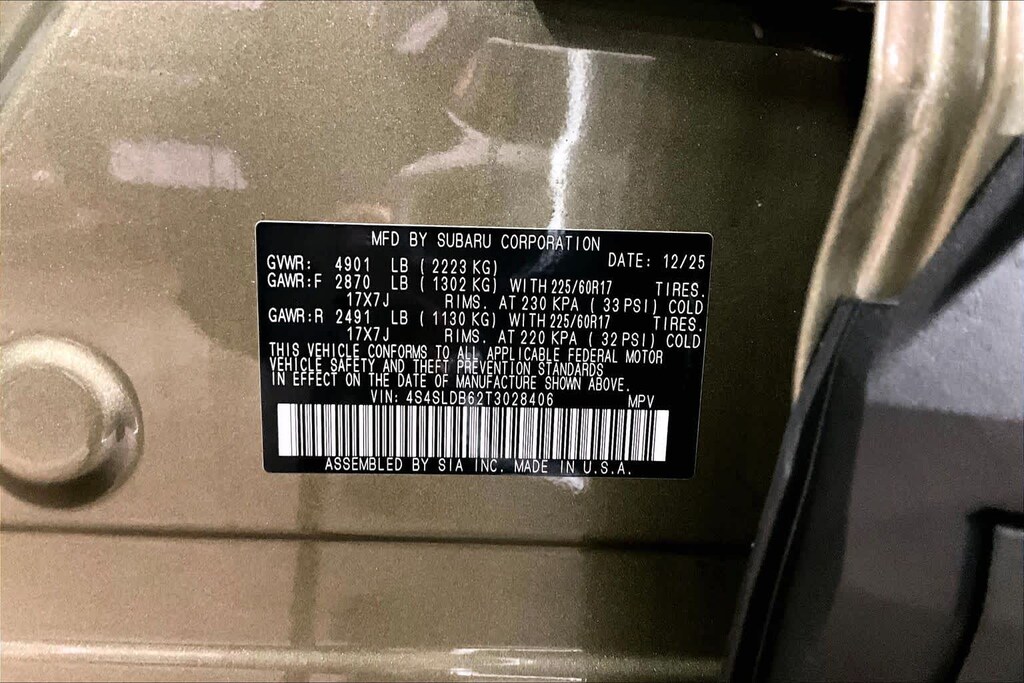 MFD BY SUBARU CORPORATION
GVWR: 4901 LB ( 2223 KG) DATE: 12/25
GAWR:F 2870 LB ( 1302 KG) WITH 225/60R17 TIRES.
17X7J RIMS. AT 230 KPA ( 33 PSI) COLD
GAWR:R 2491 LB ( 1130 KG) WITH 225/60R17 TIRES.
17X7J RIMS. AT 220 KPA ( 32 PSI) COLD
THIS VEHICLE CONFORMS TO ALL APPLICABLE FEDERAL MOTOR
VEHICLE SAFETY AND THEFT PREVENTION STANDARDS
IN EFFECT ON THE DATE OF MANUFACTURE SHOWN ABOVE.
VIN: 4S4SLDB62T3028406 MPV
ASSEMBLED BY SIA INC. MADE IN U.S.A.